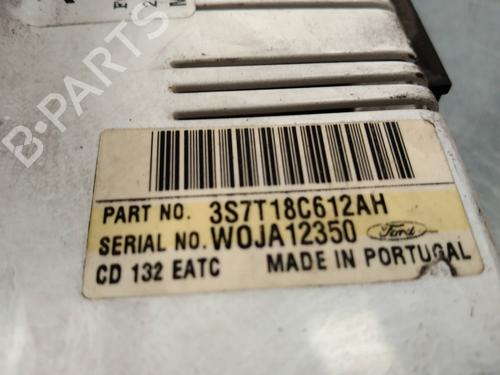 B-PARTS
PART NO. 3S7T18C612AH
SERIAL NO. WOJA12350 Ford
CD 132 EATC MADE IN PORTUGAL